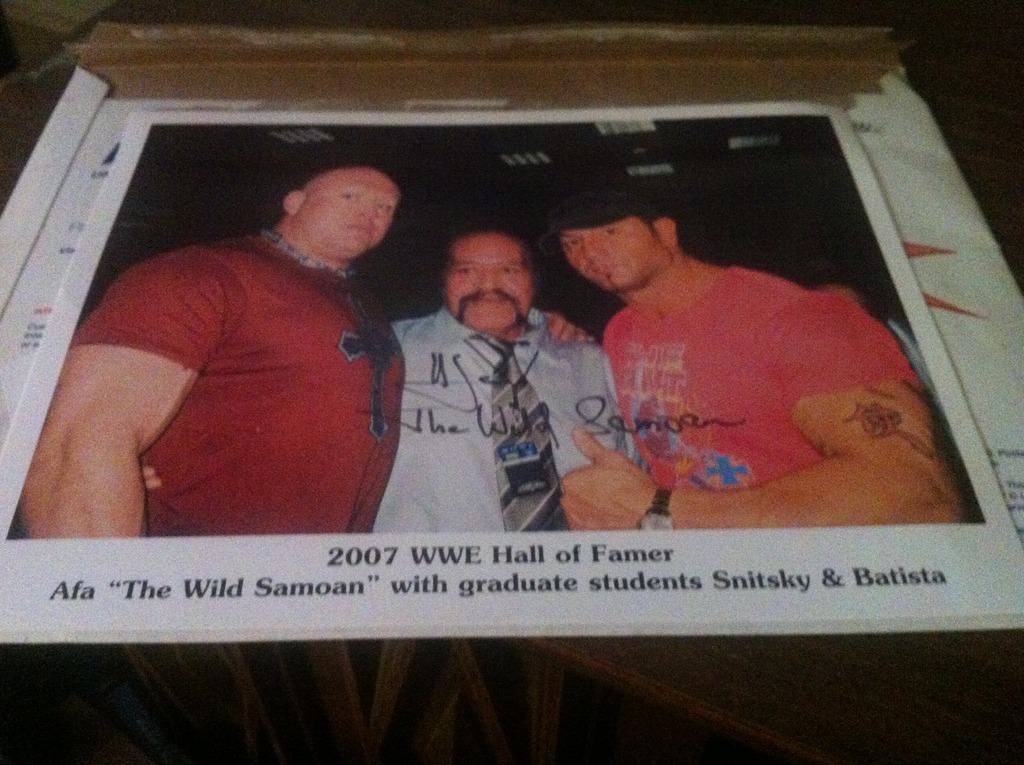 The Wild Samoan
2007 WWE Hall of Famer
Afa "The Wild Samoan" with graduate students Snitsky & Batista